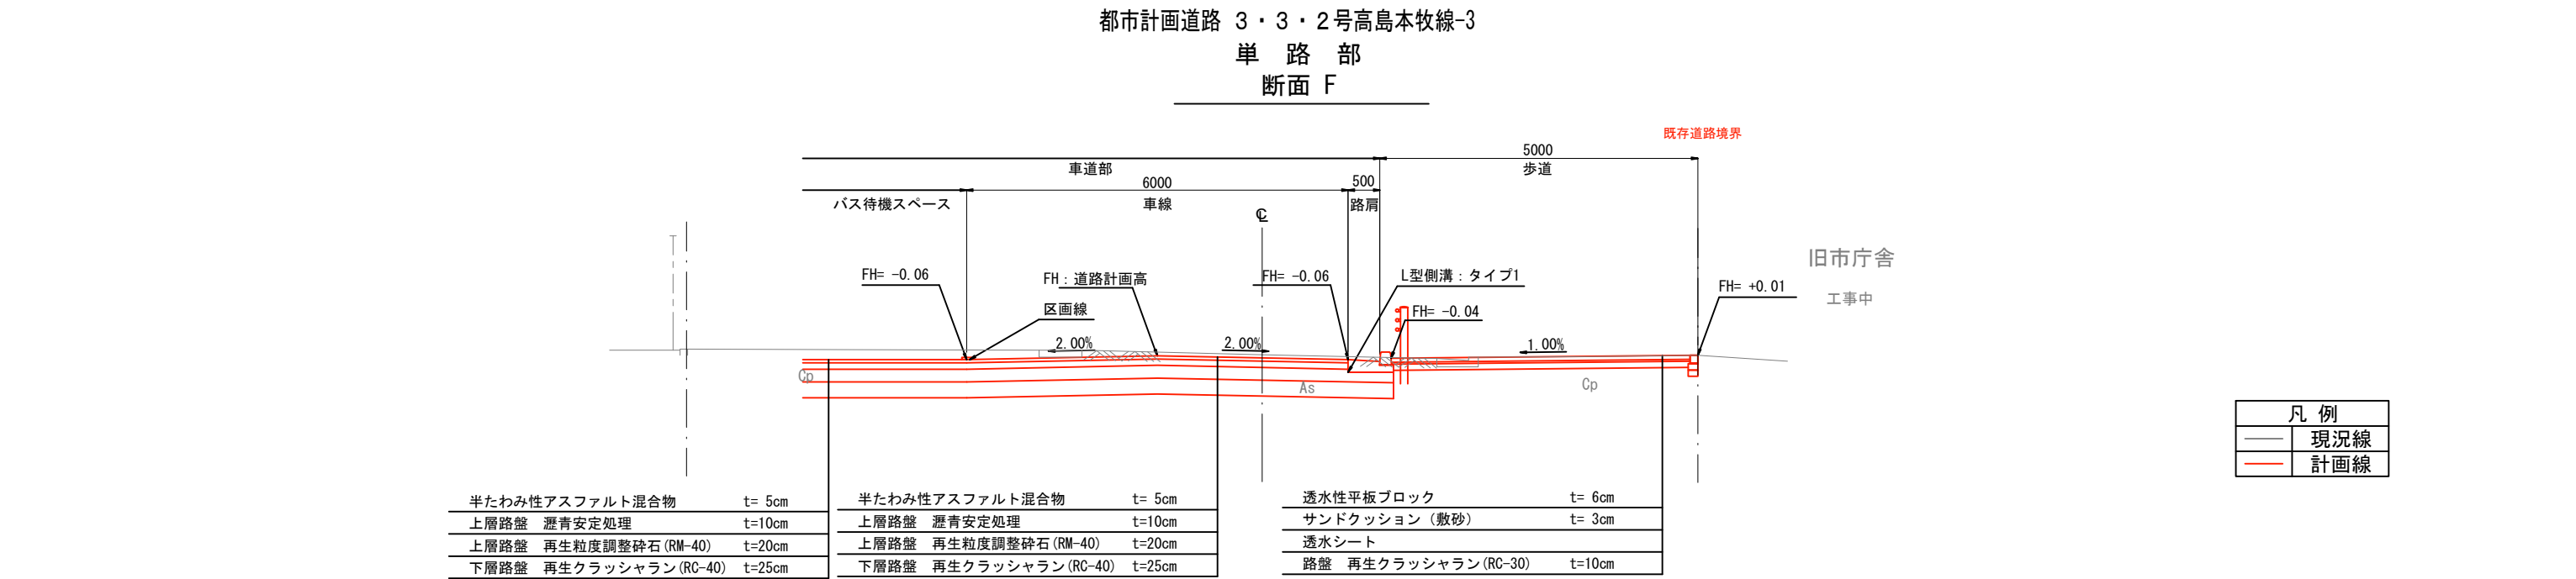 都市計画道路 3・3・2号高島本牧線-3
単 路 部
断面 F
既存道路境界
5000
車道部
歩道
6000
500
バス待機スペース
車線
路肩
℄
旧市庁舎
FH= -0.06
FH：道路計画高
FH= -0.06
L型側溝：タイプ1
FH= +0.01
工事中
区画線
FH= -0.04
2.00%
2.00%
1.00%
Cp
As
Cp
凡 例
現況線
計画線
半たわみ性アスファルト混合物 t= 5cm
上層路盤 瀝青安定処理 t=10cm
上層路盤 再生粒度調整砕石(RM-40) t=20cm
下層路盤 再生クラッシャラン(RC-40) t=25cm
半たわみ性アスファルト混合物 t= 5cm
上層路盤 瀝青安定処理 t=10cm
上層路盤 再生粒度調整砕石(RM-40) t=20cm
下層路盤 再生クラッシャラン(RC-40) t=25cm
透水性平板ブロック t= 6cm
サンドクッション（敷砂） t= 3cm
透水シート
路盤 再生クラッシャラン(RC-30) t=10cm